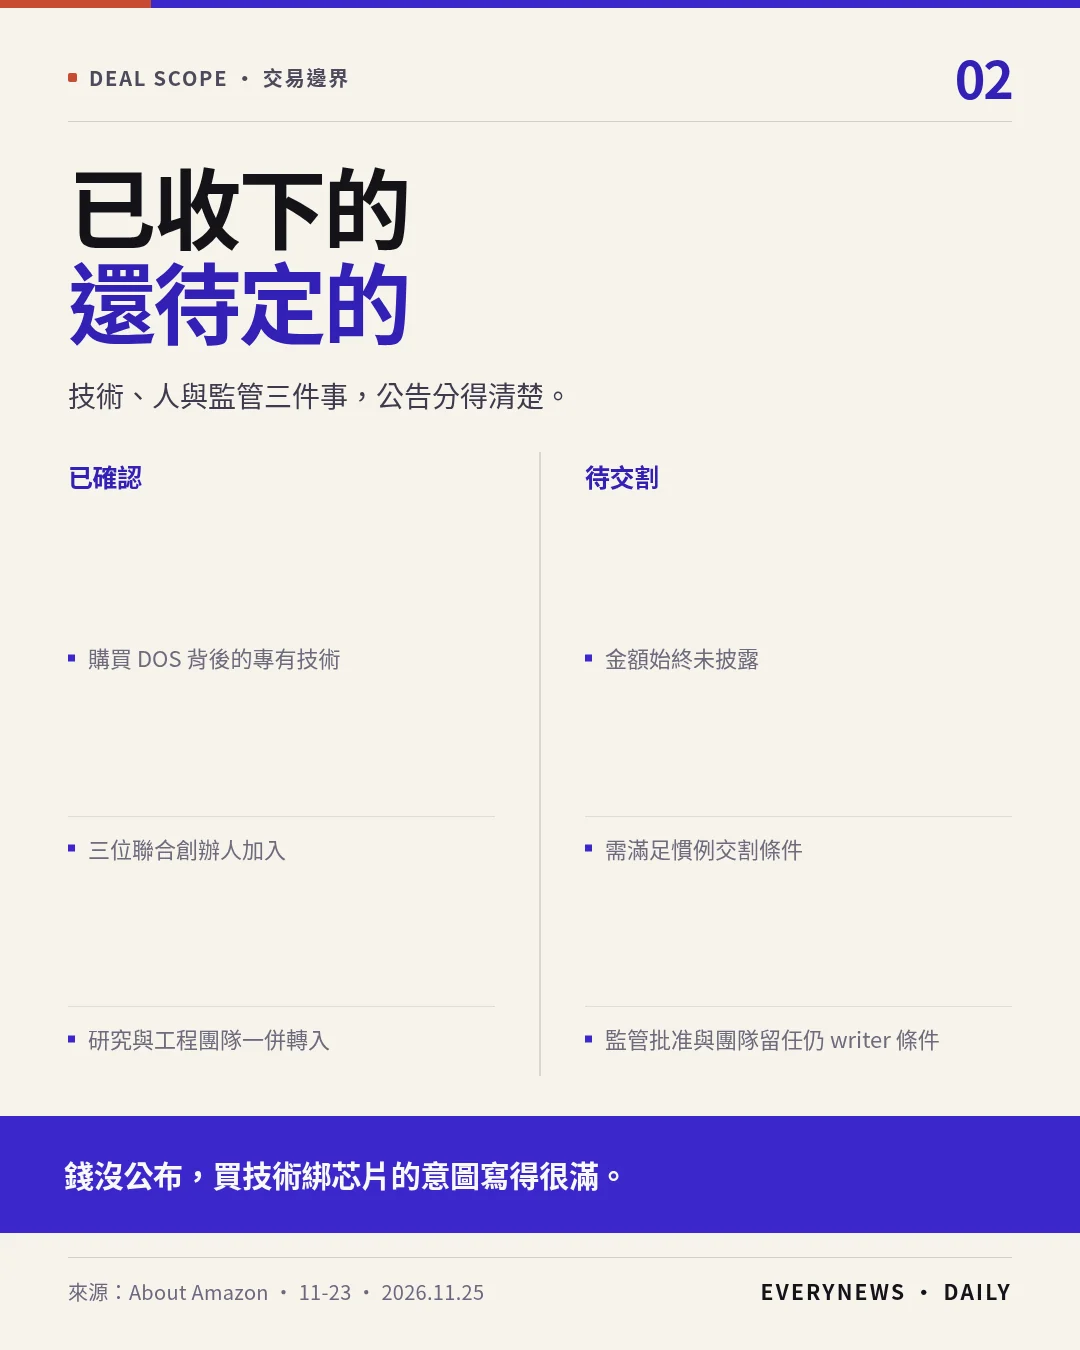 DEAL SCOPE • 交易邊界
02
已收下的
還待定的
技術、人與監管三件事，公告分得清楚。
已確認
購買 DOS 背後的專有技術
三位聯合創辦人加入
研究與工程團隊一併轉入
待交割
金額始終未披露
需滿足慣例交割條件
監管批准與團隊留任仍 writer 條件
錢沒公布，買技術綁芯片的意圖寫得很滿。
來源：About Amazon • 11-23 • 2026.11.25
EVERYNEWS • DAILY